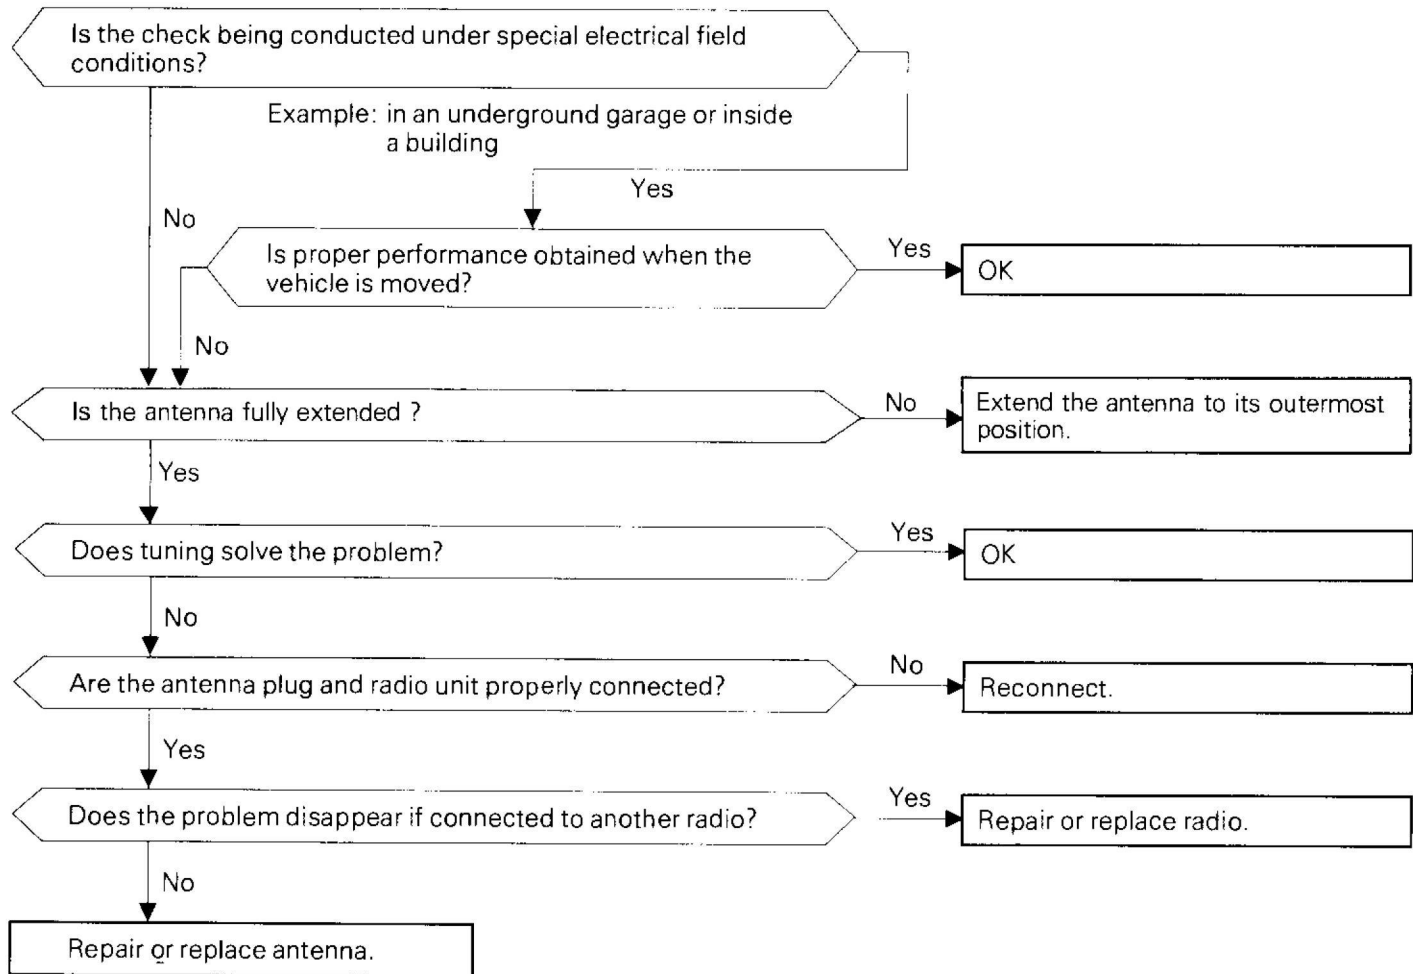 Is the check being conducted under special electrical field
conditions?
Example: in an underground garage or inside
a building
Yes
No
Is proper performance obtained when the
vehicle is moved?
Yes
OK
No
Is the antenna fully extended ?
No
Extend the antenna to its outermost
position.
Yes
Does tuning solve the problem?
Yes
OK
No
Are the antenna plug and radio unit properly connected?
No
Reconnect.
Yes
Does the problem disappear if connected to another radio?
Yes
Repair or replace radio.
No
Repair or replace antenna.